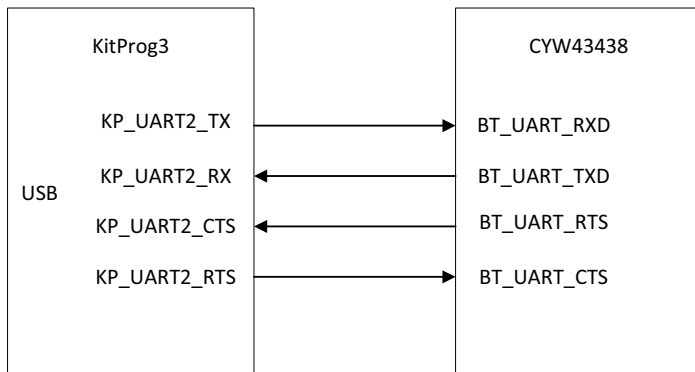 KitProg3
CYW43438
KP_UART2_TX
BT_UART_RXD
KP_UART2_RX
BT_UART_TXD
USB
KP_UART2_CTS
BT_UART_RTS
KP_UART2_RTS
BT_UART_CTS